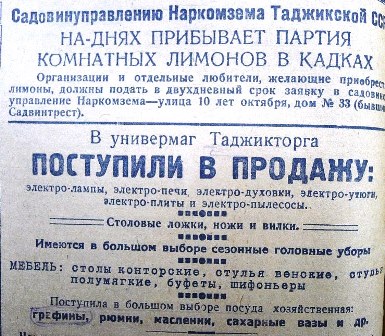 Садовинуправлению Наркомзема Таджикской ССР
НА-ДНЯХ ПРИБЫВАЕТ ПАРТИЯ
КОМНАТНЫХ ЛИМОНОВ В КАДКАХ
Организации и отдельные любители, желающие приобрес
лимоны, должны подать в двухдневный срок заявку в садови
управление Наркомзема—улица 10 лет октября, дом № 33 (бывши
Садвинтрест).
В универмаг Таджикторга
ПОСТУПИЛИ В ПРОДАЖУ:
электро-лампы, электро-печи, электро-духовки, электро-утюги,
электро-плиты и электро-пылесосы.
Столовые ложки, ножи и вилки.
Имеются в большом выборе сезонные головные уборы
МЕБЕЛЬ: столы конторские, стулья венские, стулья
полумягкие, буфеты, шифоньеры
Поступила в большом выборе посуда хозяйственная:
графины, рюмки, масленки, сахарные вазы и др.